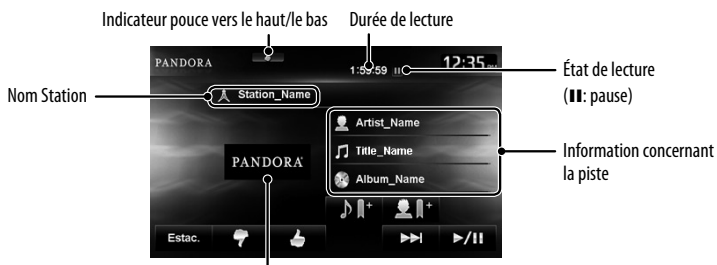 Indicateur pouce vers le haut/le bas
Durée de lecture
PANDORA
1:59:59
12:35 PM
État de lecture
(II: pause)
Nom Station
Station_Name
Artist_Name
Title_Name
Album_Name
PANDORA
Information concernant
la piste
Estac.